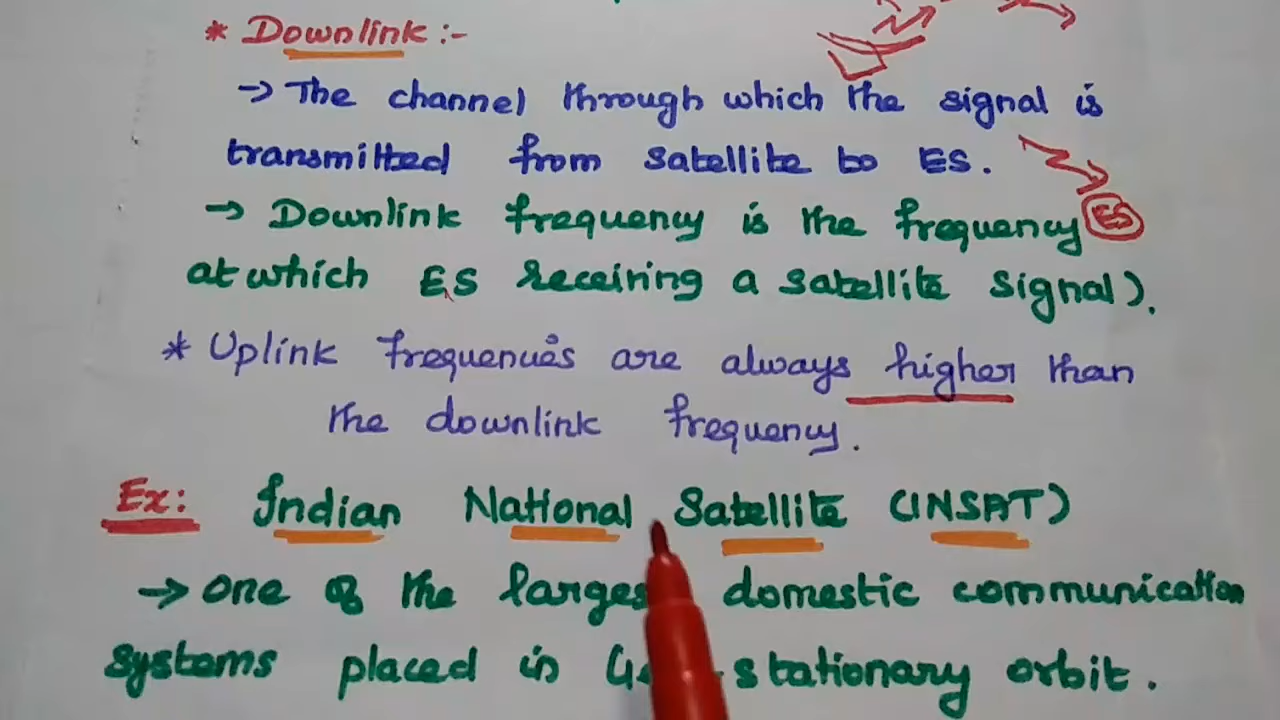 * Downlink :-
→ The channel through which the signal is
transmitted from satellite to ES.
→ Downlink frequency is the frequency ES
at which ES receiving a satellite signal).
* Uplink frequencies are always higher than
the downlink frequency.
Ex: Indian National Satellite (INSAT)
→ one of the domestic communication
systems placed in stationary orbit.